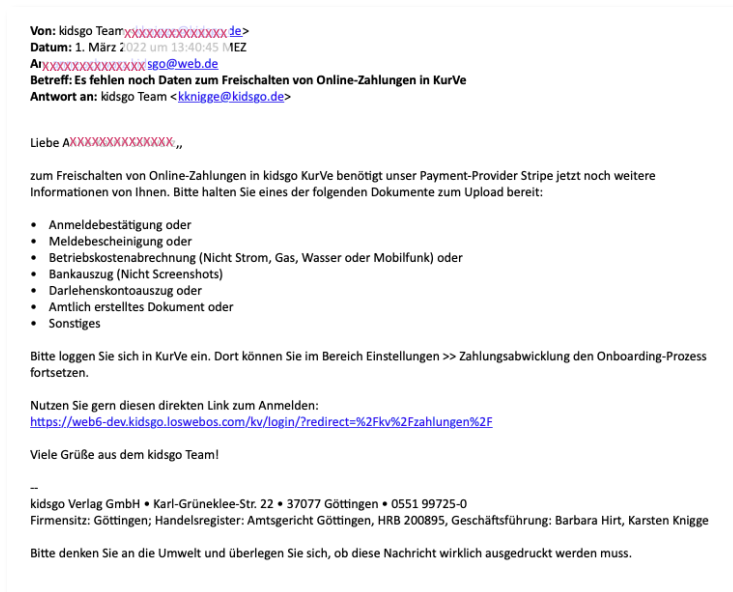 Von: kidsgo Team XXXXXXXXXXXXXX de>
Datum: 1. März 2022 um 13:40:45 MEZ
An XXXXXXXXXXXXXX sgo@web.de
Betreff: Es fehlen noch Daten zum Freischalten von Online-Zahlungen in KurVe
Antwort an: kidsgo Team <kknigge@kidsgo.de>
Liebe AXXXXXXXXXXXXXX ,,
zum Freischalten von Online-Zahlungen in kidsgo KurVe benötigt unser Payment-Provider Stripe jetzt noch weitere
Informationen von Ihnen. Bitte halten Sie eines der folgenden Dokumente zum Upload bereit:
• Anmeldebestätigung oder
• Meldebescheinigung oder
• Betriebskostenabrechnung (Nicht Strom, Gas, Wasser oder Mobilfunk) oder
• Bankauszug (Nicht Screenshots)
• Darlehenskontoauszug oder
• Amtlich erstelltes Dokument oder
• Sonstiges
Bitte loggen Sie sich in KurVe ein. Dort können Sie im Bereich Einstellungen >> Zahlungsabwicklung den Onboarding-Prozess
fortsetzen.
Nutzen Sie gern diesen direkten Link zum Anmelden:
https://web6-dev.kidsgo.loswebos.com/kv/login/?redirect=%2Fkv%2Fzahlungen%2F
Viele Grüße aus dem kidsgo Team!
--
kidsgo Verlag GmbH • Karl-Grüneklee-Str. 22 • 37077 Göttingen • 0551 99725-0
Firmensitz: Göttingen; Handelsregister: Amtsgericht Göttingen, HRB 200895, Geschäftsführung: Barbara Hirt, Karsten Knigge
Bitte denken Sie an die Umwelt und überlegen Sie sich, ob diese Nachricht wirklich ausgedruckt werden muss.